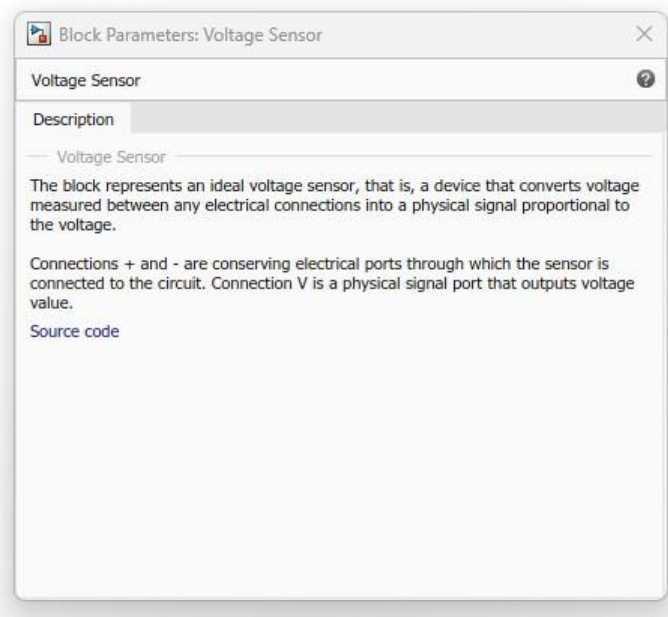 Block Parameters: Voltage Sensor
Voltage Sensor
Description
Voltage Sensor
The block represents an ideal voltage sensor, that is, a device that converts voltage
measured between any electrical connections into a physical signal proportional to
the voltage.
Connections + and - are conserving electrical ports through which the sensor is
connected to the circuit. Connection V is a physical signal port that outputs voltage
value.
Source code